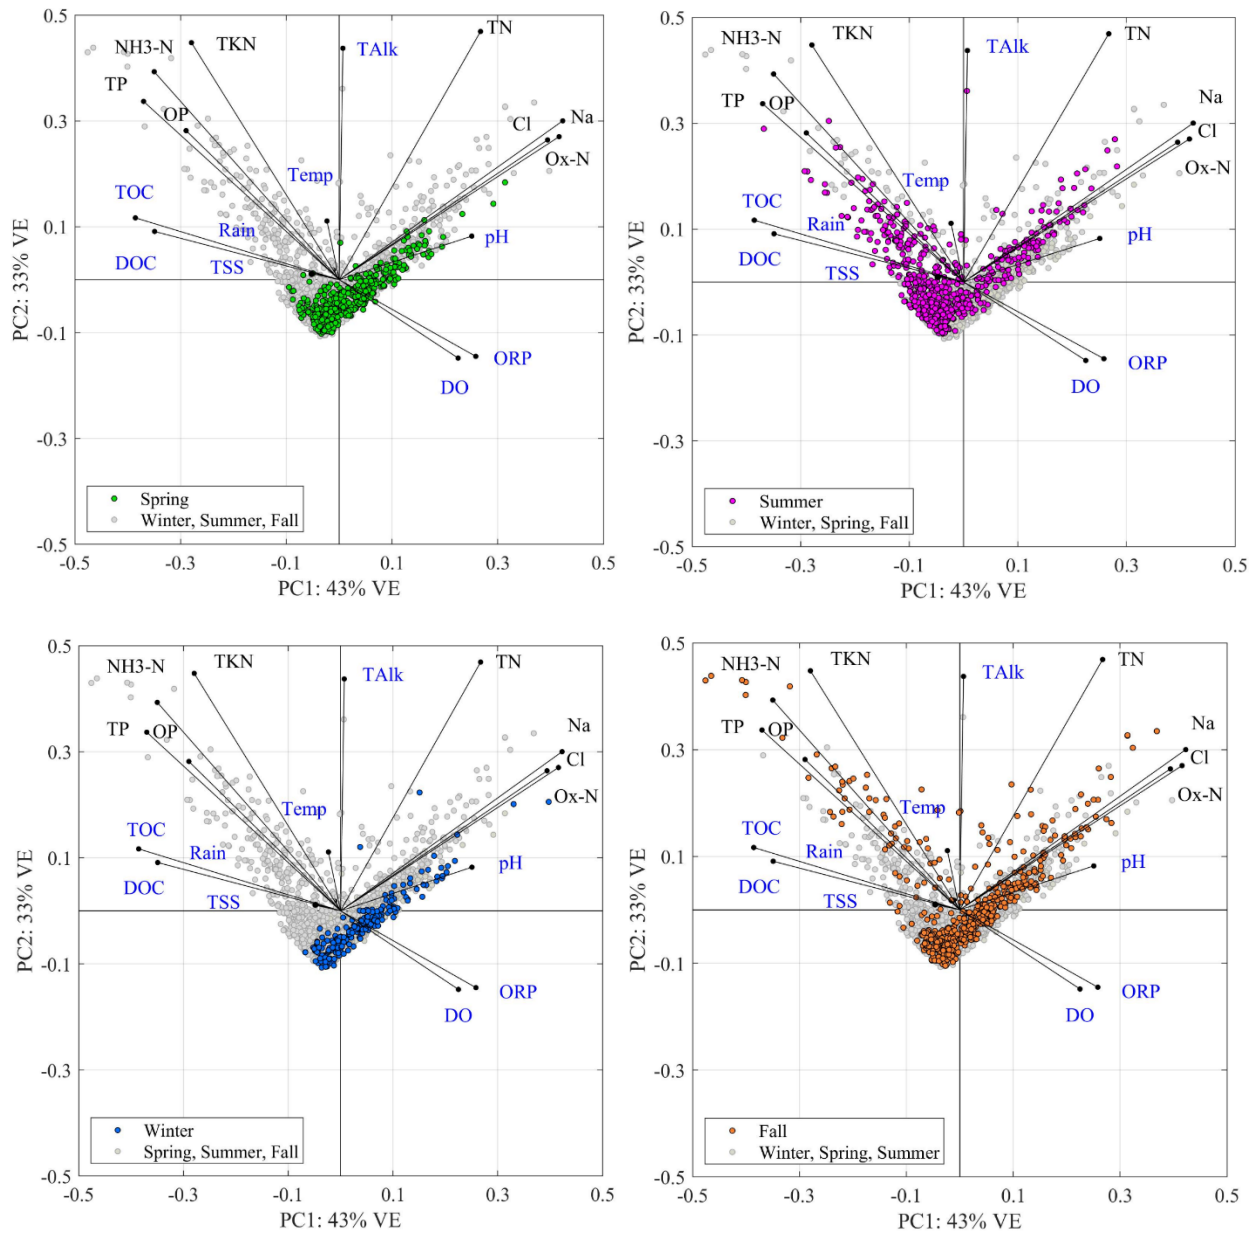 0.5
TN
TKN
NH3-N
TAlk
TP
OP
0.3
Cl
Na
Ox-N
Temp
TOC
0.1
Rain
pH
DOC
TSS
-0.1
ORP
DO
-0.3
Spring
Winter, Summer, Fall
-0.5
-0.5 -0.3 -0.1 0.1 0.3 0.5
PC1: 43% VE
PC2: 33% VE
0.5
TN
TKN
NH3-N
TAlk
TP
OP
0.3
Na
Cl
Ox-N
Temp
TOC
0.1
Rain
pH
DOC
TSS
-0.1
ORP
DO
-0.3
Summer
Winter, Spring, Fall
-0.5
-0.5 -0.3 -0.1 0.1 0.3 0.5
PC1: 43% VE
PC2: 33% VE
0.5
NH3-N
TKN
TN
TAlk
TP
OP
0.3
Na
Cl
Ox-N
Temp
TOC
0.1
Rain
pH
DOC
TSS
-0.1
ORP
DO
-0.3
Winter
Spring, Summer, Fall
-0.5
-0.5 -0.3 -0.1 0.1 0.3 0.5
PC1: 43% VE
PC2: 33% VE
0.5
NH3-N
TKN
TN
TAlk
TP
OP
0.3
Na
Cl
Ox-N
Temp
TOC
0.1
Rain
pH
DOC
TSS
-0.1
ORP
DO
-0.3
Fall
Winter, Spring, Summer
-0.5
-0.5 -0.3 -0.1 0.1 0.3 0.5
PC1: 43% VE
PC2: 33% VE